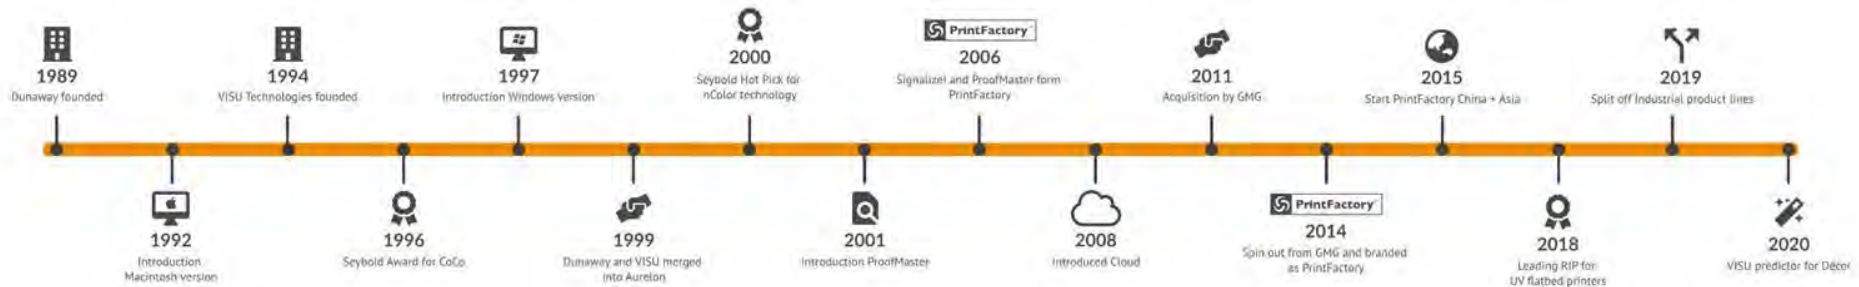 1989
Dunaway founded
1992
Introduction
Macintosh version
1994
VISU Technologies founded
1996
Seybold Award for CoCo
1997
Introduction Windows version
1999
Dunaway and VISU merged
into Aurelon
2000
Seybold Hot Pick for
nColor technology
2001
Introduction ProofMaster
PrintFactory
2006
Signalize! and ProofMaster form
PrintFactory
2008
Introduced Cloud
2011
Acquisition by GMG
PrintFactory
2014
Spin out from GMG and branded
as PrintFactory
2015
Start PrintFactory China + Asia
2018
Leading RIP for
UV flatbed printers
2019
Split off Industrial product lines
2020
VISU predictor for Décor